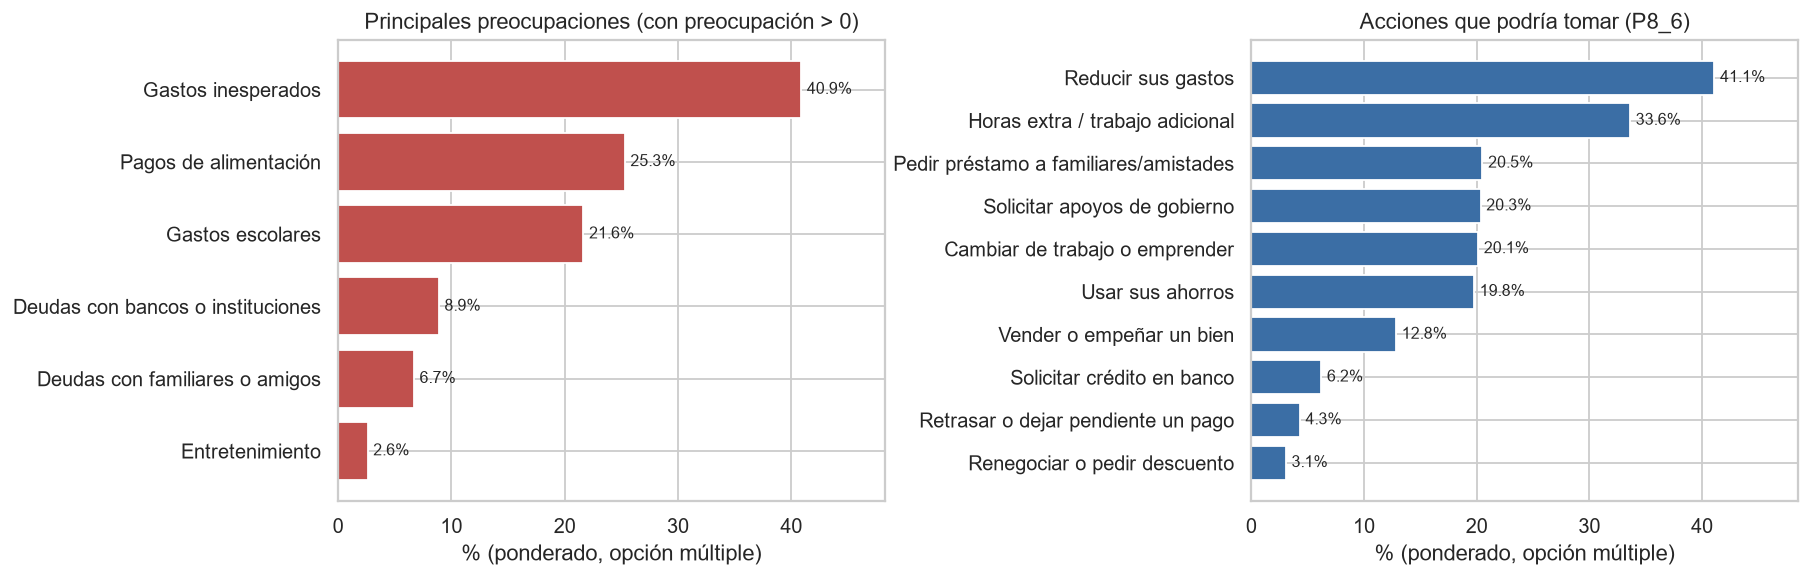 Principales preocupaciones (con preocupación > 0)
Gastos inesperados
40.9%
Pagos de alimentación
25.3%
Gastos escolares
21.6%
Deudas con bancos o instituciones
8.9%
Deudas con familiares o amigos
6.7%
Entretenimiento
2.6%
0 10 20 30 40
% (ponderado, opción múltiple)
Acciones que podría tomar (P8_6)
Reducir sus gastos
41.1%
Horas extra / trabajo adicional
33.6%
Pedir préstamo a familiares/amistades
20.5%
Solicitar apoyos de gobierno
20.3%
Cambiar de trabajo o emprender
20.1%
Usar sus ahorros
19.8%
Vender o empeñar un bien
12.8%
Solicitar crédito en banco
6.2%
Retrasar o dejar pendiente un pago
4.3%
Renegociar o pedir descuento
3.1%
0 10 20 30 40
% (ponderado, opción múltiple)